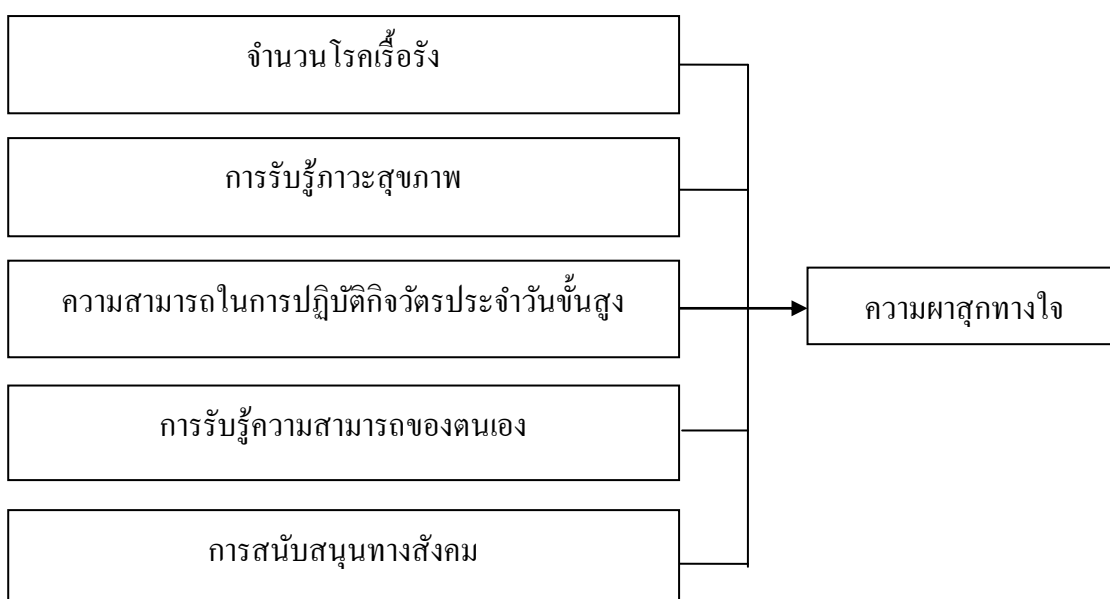 จำนวนโรคเรื้อรัง
การรับรู้ภาวะสุขภาพ
ความสามารถในการปฏิบัติกิจวัตรประจำวันขั้นสูง
ความผาสุกทางใจ
การรับรู้ความสามารถของตนเอง
การสนับสนุนทางสังคม